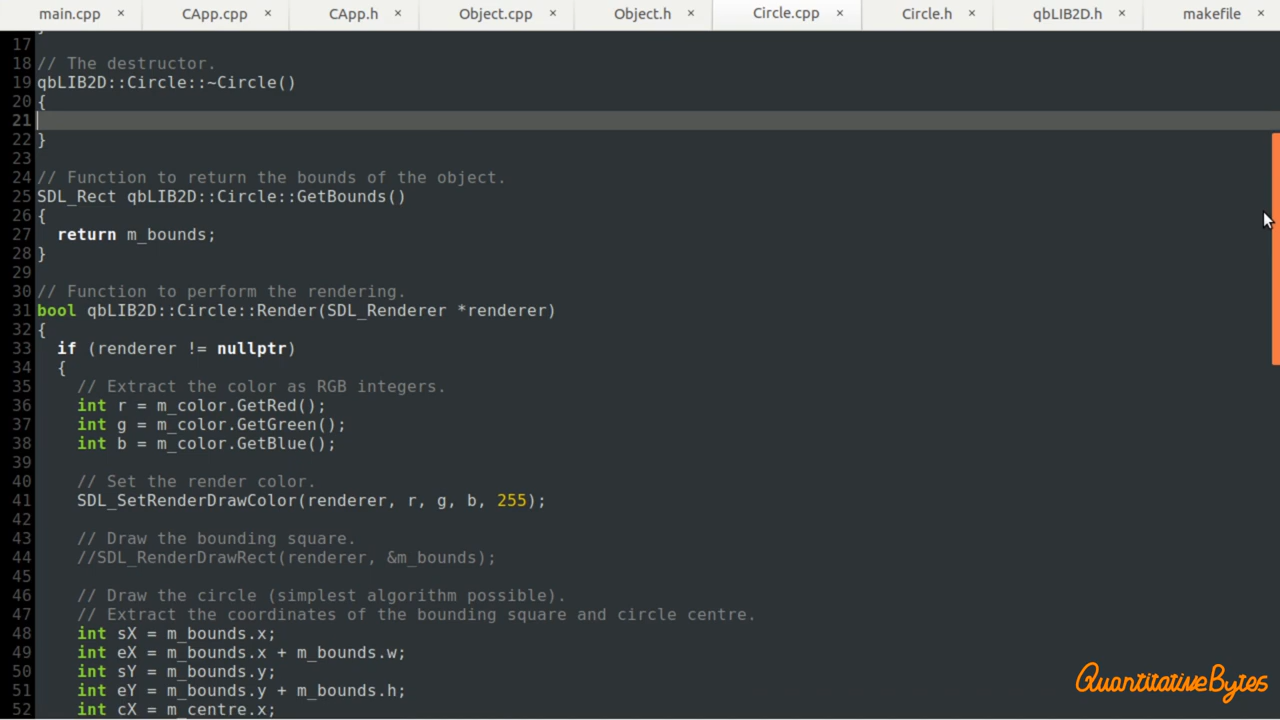 main.cpp × CApp.cpp × CApp.h × Object.cpp × Object.h × Circle.cpp × Circle.h × qbLIB2D.h × makefile ×
17
18 // The destructor.
19 qbLIB2D::Circle::~Circle()
20 {
21
22 }
23
24 // Function to return the bounds of the object.
25 SDL_Rect qbLIB2D::Circle::GetBounds()
26 {
27   return m_bounds;
28 }
29
30 // Function to perform the rendering.
31 bool qbLIB2D::Circle::Render(SDL_Renderer *renderer)
32 {
33   if (renderer != nullptr)
34   {
35     // Extract the color as RGB integers.
36     int r = m_color.GetRed();
37     int g = m_color.GetGreen();
38     int b = m_color.GetBlue();
39
40     // Set the render color.
41     SDL_SetRenderDrawColor(renderer, r, g, b, 255);
42
43     // Draw the bounding square.
44     //SDL_RenderDrawRect(renderer, &m_bounds);
45
46     // Draw the circle (simplest algorithm possible).
47     // Extract the coordinates of the bounding square and circle centre.
48     int sX = m_bounds.x;
49     int eX = m_bounds.x + m_bounds.w;
50     int sY = m_bounds.y;
51     int eY = m_bounds.y + m_bounds.h;
52     int cX = m_centre.x;
QuantitativeBytes